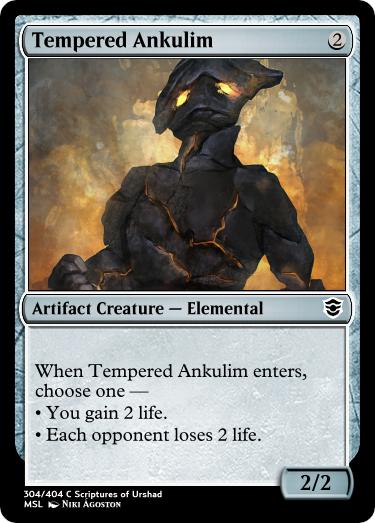 Tempered Ankulim 2
Artifact Creature — Elemental
When Tempered Ankulim enters,
choose one —
• You gain 2 life.
• Each opponent loses 2 life.
2/2
304/404 C Scriptures of Urshad
MSL Niki Agoston